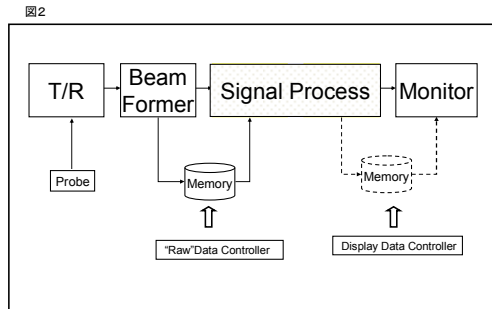 図2
T/R
Beam
Former
Signal Process
Monitor
Probe
Memory
Memory
“Raw”Data Controller
Display Data Controller